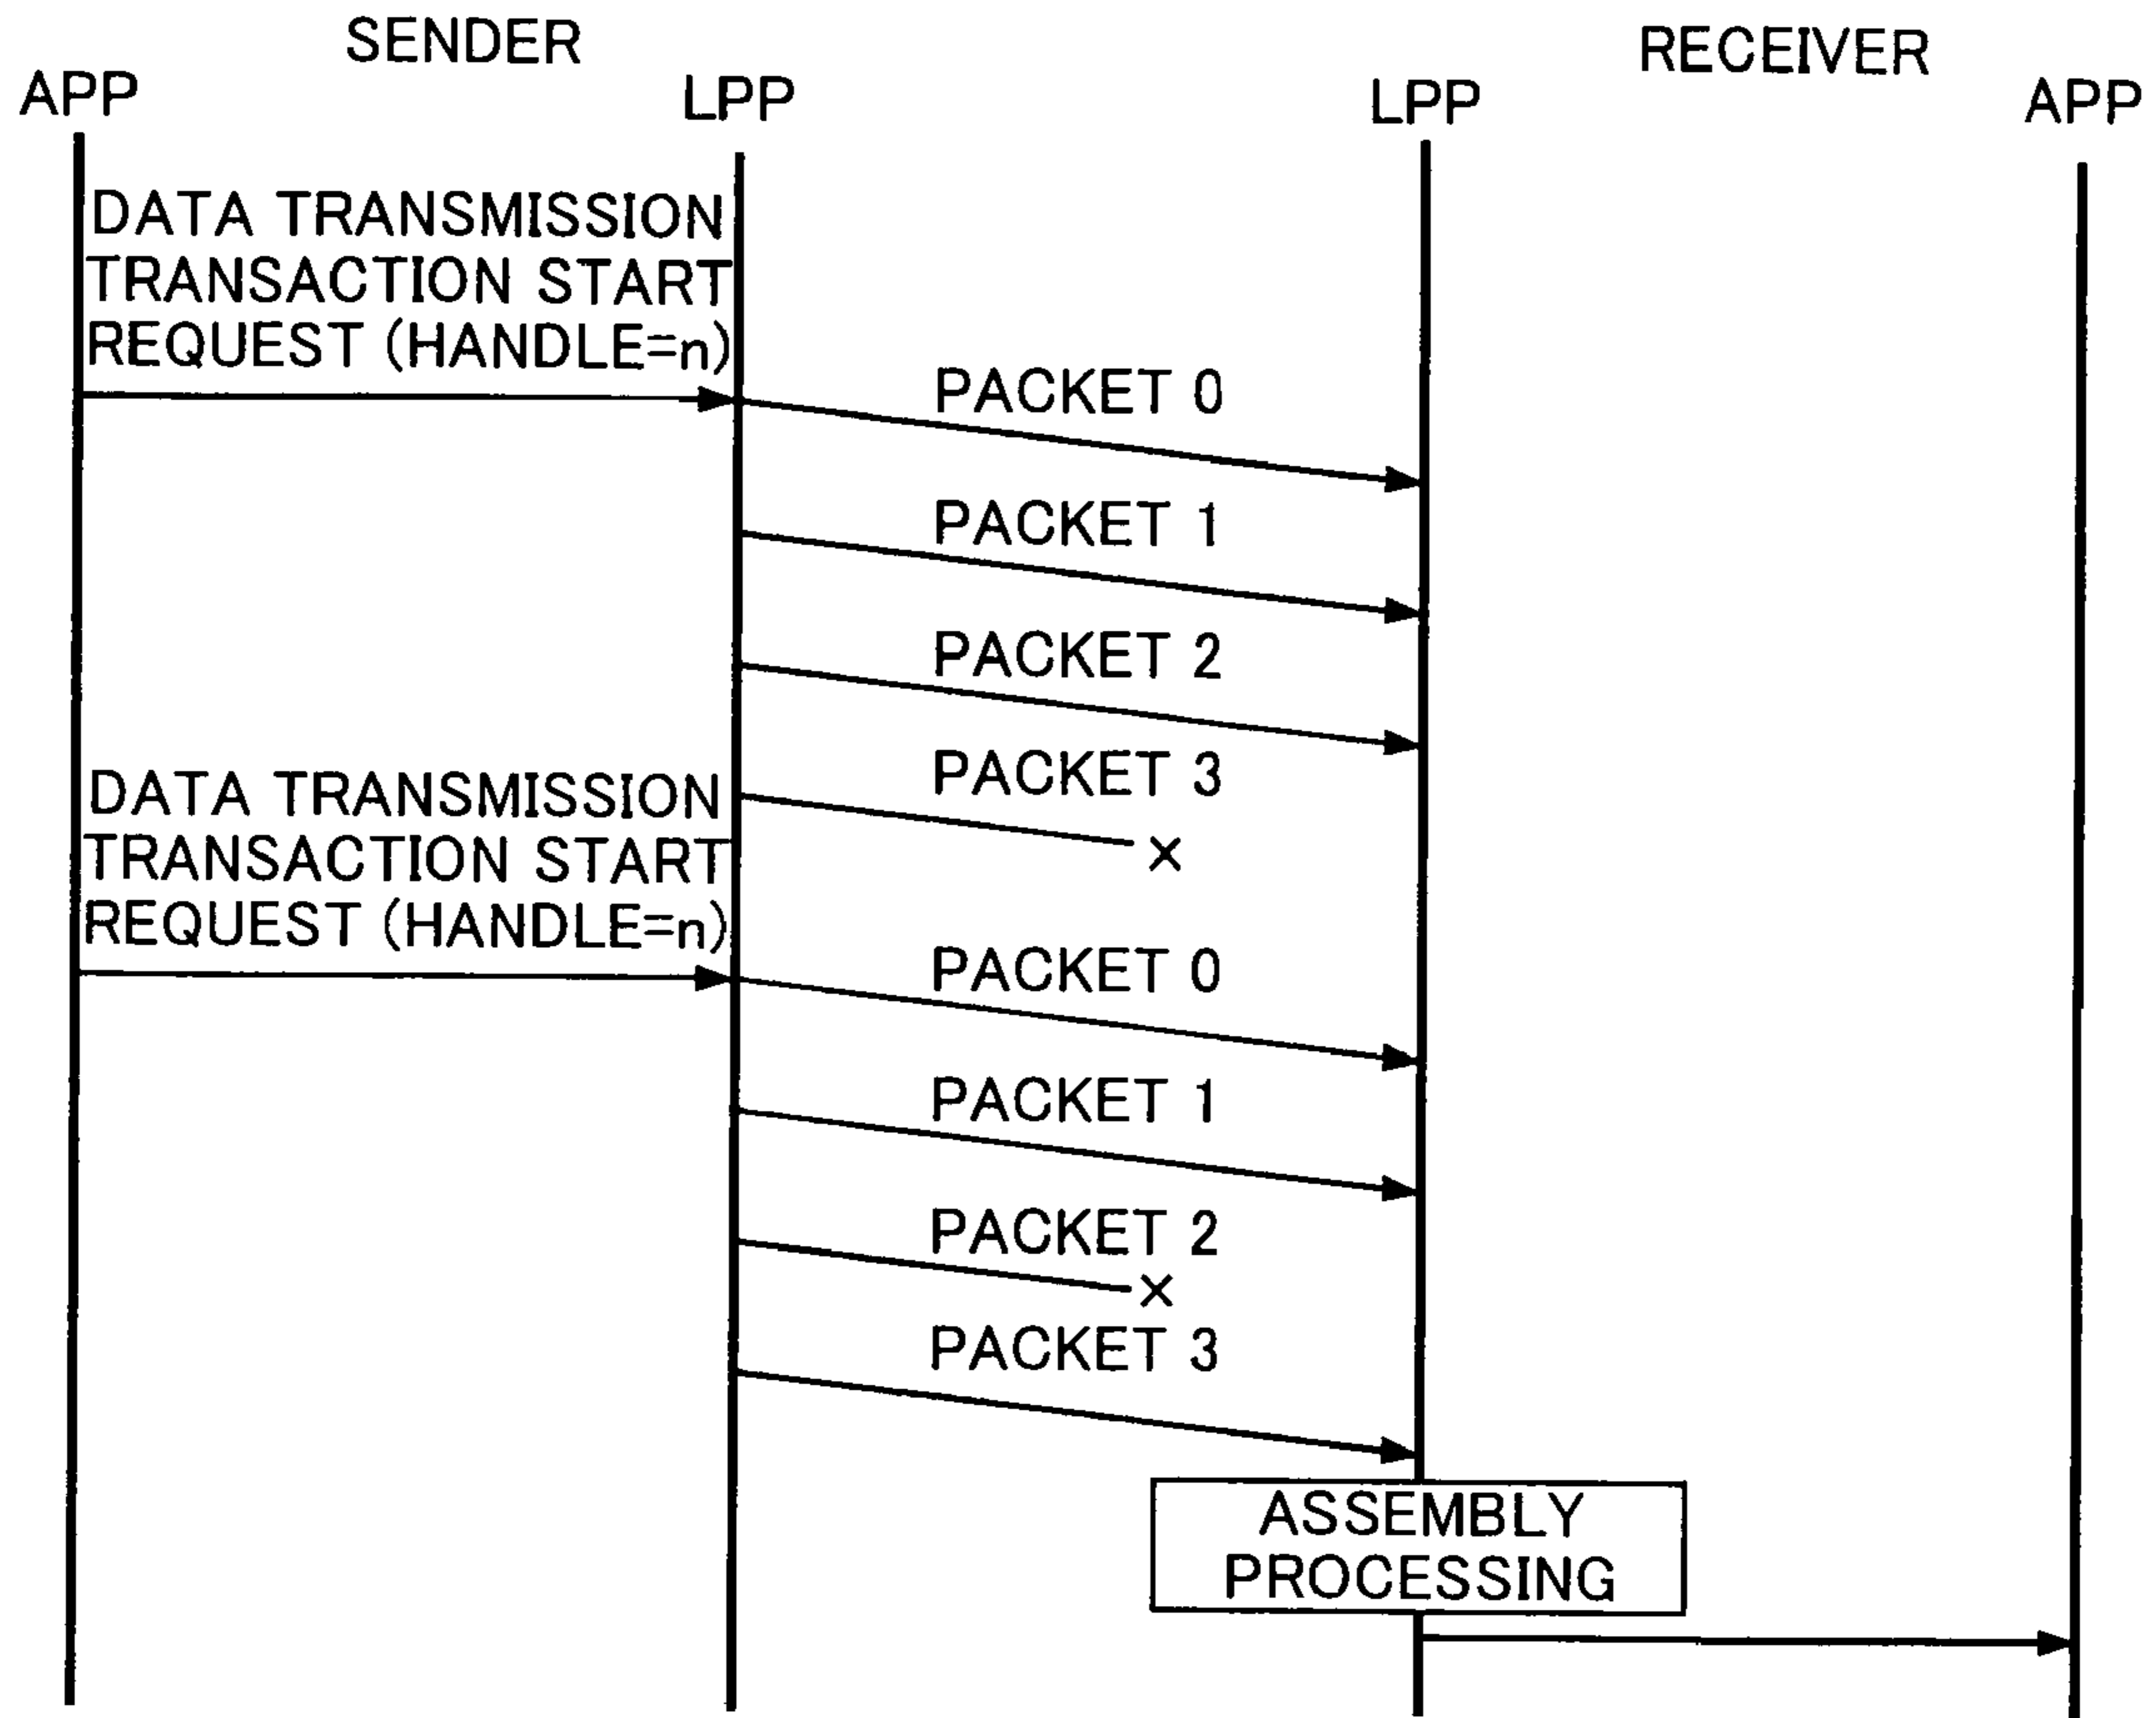 SENDER
RECEIVER
APP
LPP
LPP
APP
DATA TRANSMISSION
TRANSACTION START
REQUEST (HANDLE=n)
PACKET 0
PACKET 1
PACKET 2
PACKET 3
×
DATA TRANSMISSION
TRANSACTION START
REQUEST (HANDLE=n)
PACKET 0
PACKET 1
PACKET 2
×
PACKET 3
ASSEMBLY
PROCESSING